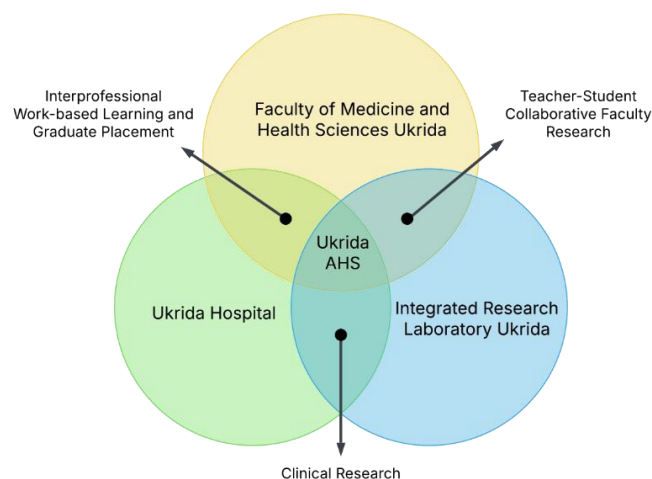 Interprofessional
Work-based Learning and
Graduate Placement
Faculty of Medicine and
Health Sciences Ukrida
Teacher-Student
Collaborative Faculty
Research
Ukrida
AHS
Ukrida Hospital
Integrated Research
Laboratory Ukrida
Clinical Research